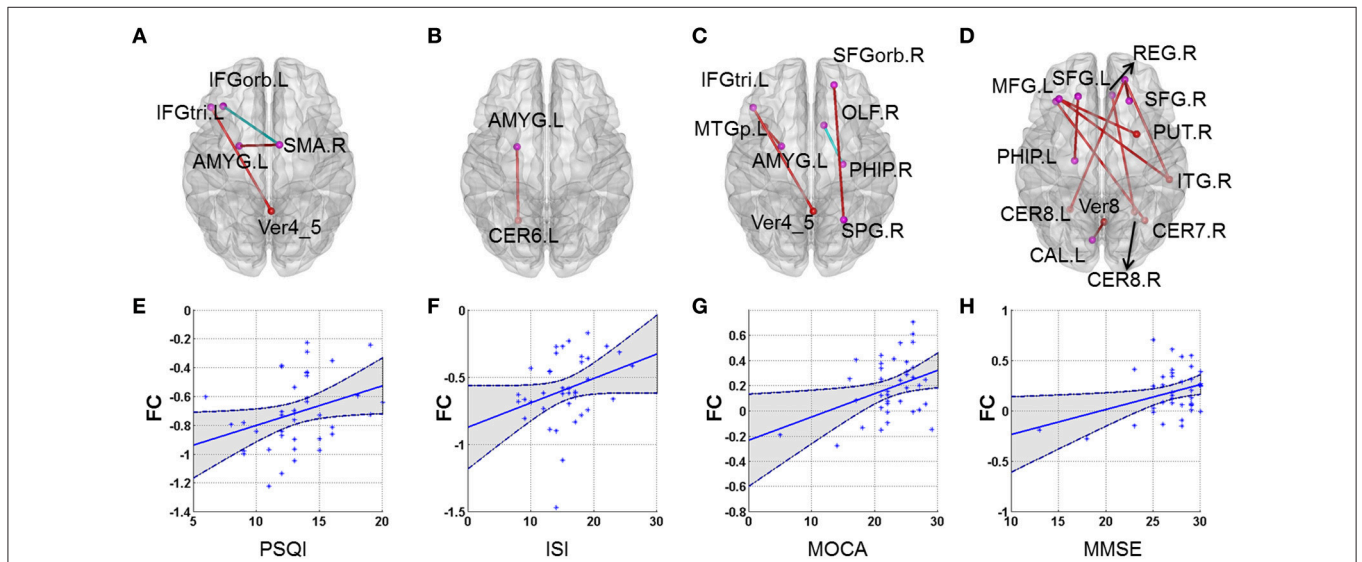 A
B
C
D
IFGorb.L
IFGtri.L
AMYG.L
SMA.R
Ver4_5
AMYG.L
CER6.L
SFGorb.R
IFGtri.L
OLF.R
MTGp.L
AMYG.L
PHIP.R
Ver4_5
SPG.R
REG.R
SFG.L
MFG.L
SFG.R
PUT.R
PHIP.L
ITG.R
CER8.L
Ver8
CER7.R
CAL.L
CER8.R
E
0
-0.2
-0.4
-0.6
-0.8
-1
-1.2
-1.4
FC
5
10
15
20
PSQI
F
0
-0.5
-1
-1.5
FC
0
10
20
30
ISI
G
0.6
0.4
0.2
0
-0.2
-0.4
-0.6
-0.8
FC
0
10
20
30
MOCA
H
1
0.5
0
-0.5
-1
FC
10
15
20
25
30
MMSE